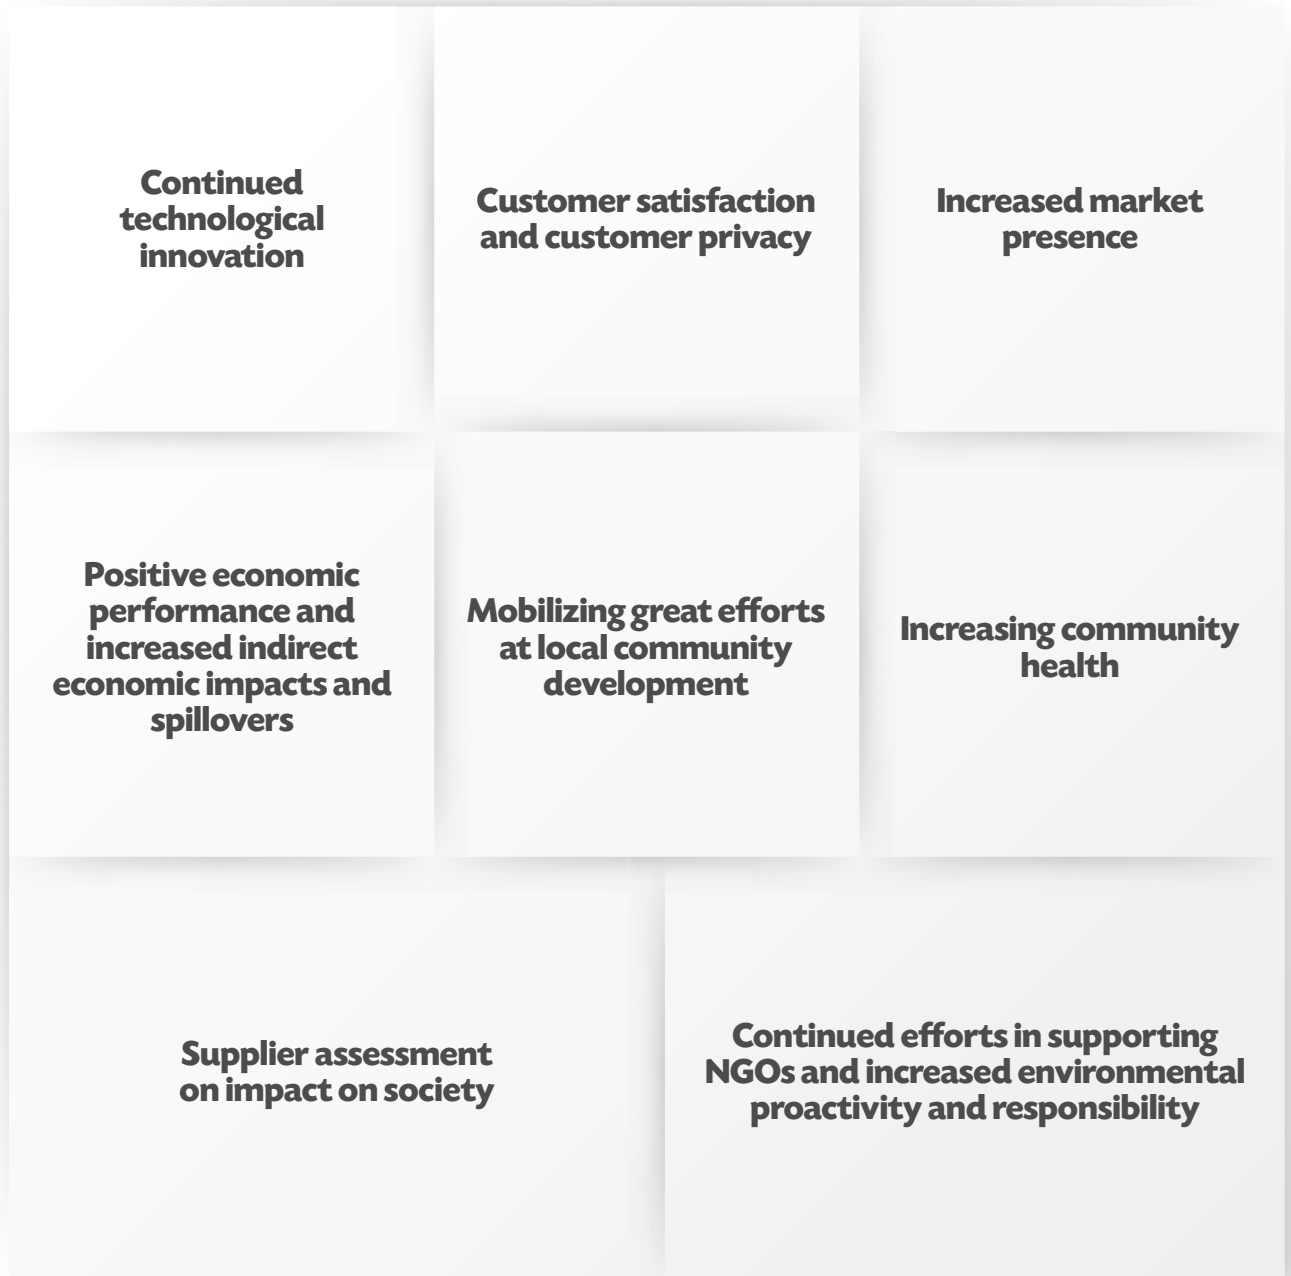 Continued
technological
innovation
Customer satisfaction
and customer privacy
Increased market
presence
Positive economic
performance and
increased indirect
economic impacts and
spillovers
Mobilizing great efforts
at local community
development
Increasing community
health
Supplier assessment
on impact on society
Continued efforts in supporting
NGOs and increased environmental
proactivity and responsibility